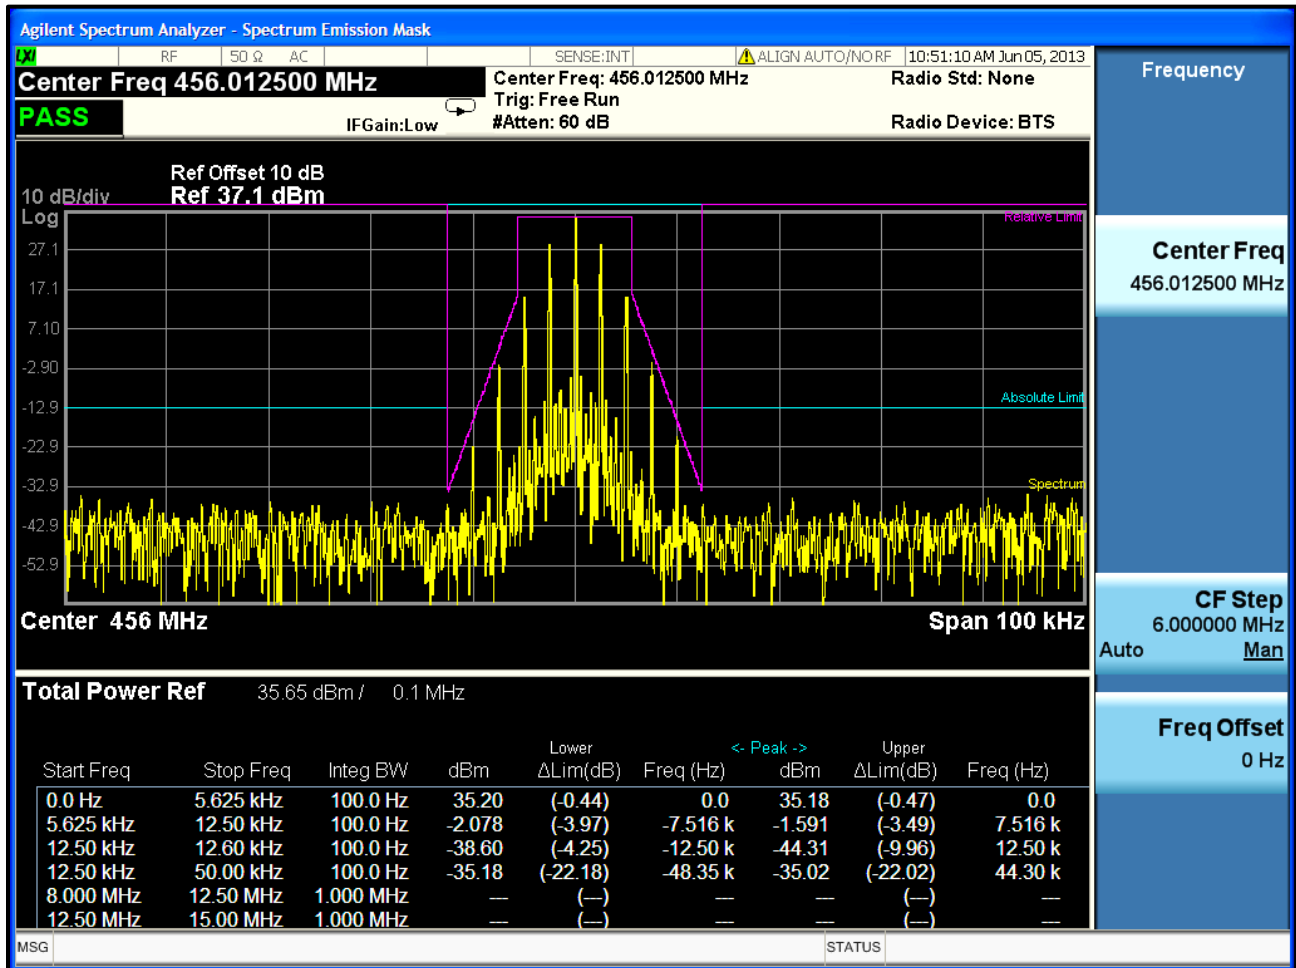 Agilent Spectrum Analyzer - Spectrum Emission Mask
LXI RF 50 Ω AC SENSE:INT ALIGN AUTO/NO RF 10:51:10 AM Jun 05, 2013
Center Freq 456.012500 MHz
Center Freq: 456.012500 MHz
Radio Std: None
Trig: Free Run
PASS
IFGain:Low
#Atten: 60 dB
Radio Device: BTS
Frequency
Ref Offset 10 dB
10 dB/div Ref 37.1 dBm
Log
Relative Limit
27.1
17.1
7.10
-2.90
-12.9
Absolute Limit
-22.9
-32.9
Spectrum
-42.9
-52.9
Center 456 MHz
Span 100 kHz
Center Freq
456.012500 MHz
CF Step
6.000000 MHz
Auto Man
Freq Offset
0 Hz
Total Power Ref 35.65 dBm / 0.1 MHz
Lower <- Peak -> Upper
Start Freq Stop Freq Integ BW dBm ΔLim(dB) Freq (Hz) dBm ΔLim(dB) Freq (Hz)
0.0 Hz 5.625 kHz 100.0 Hz 35.20 (-0.44) 0.0 35.18 (-0.47) 0.0
5.625 kHz 12.50 kHz 100.0 Hz -2.078 (-3.97) -7.516 k -1.591 (-3.49) 7.516 k
12.50 kHz 12.60 kHz 100.0 Hz -38.60 (-4.25) -12.50 k -44.31 (-9.96) 12.50 k
12.50 kHz 50.00 kHz 100.0 Hz -35.18 (-22.18) -48.35 k -35.02 (-22.02) 44.30 k
8.000 MHz 12.50 MHz 1.000 MHz --- (---) --- --- (---) ---
12.50 MHz 15.00 MHz 1.000 MHz --- (---) --- --- (---) ---
MSG STATUS